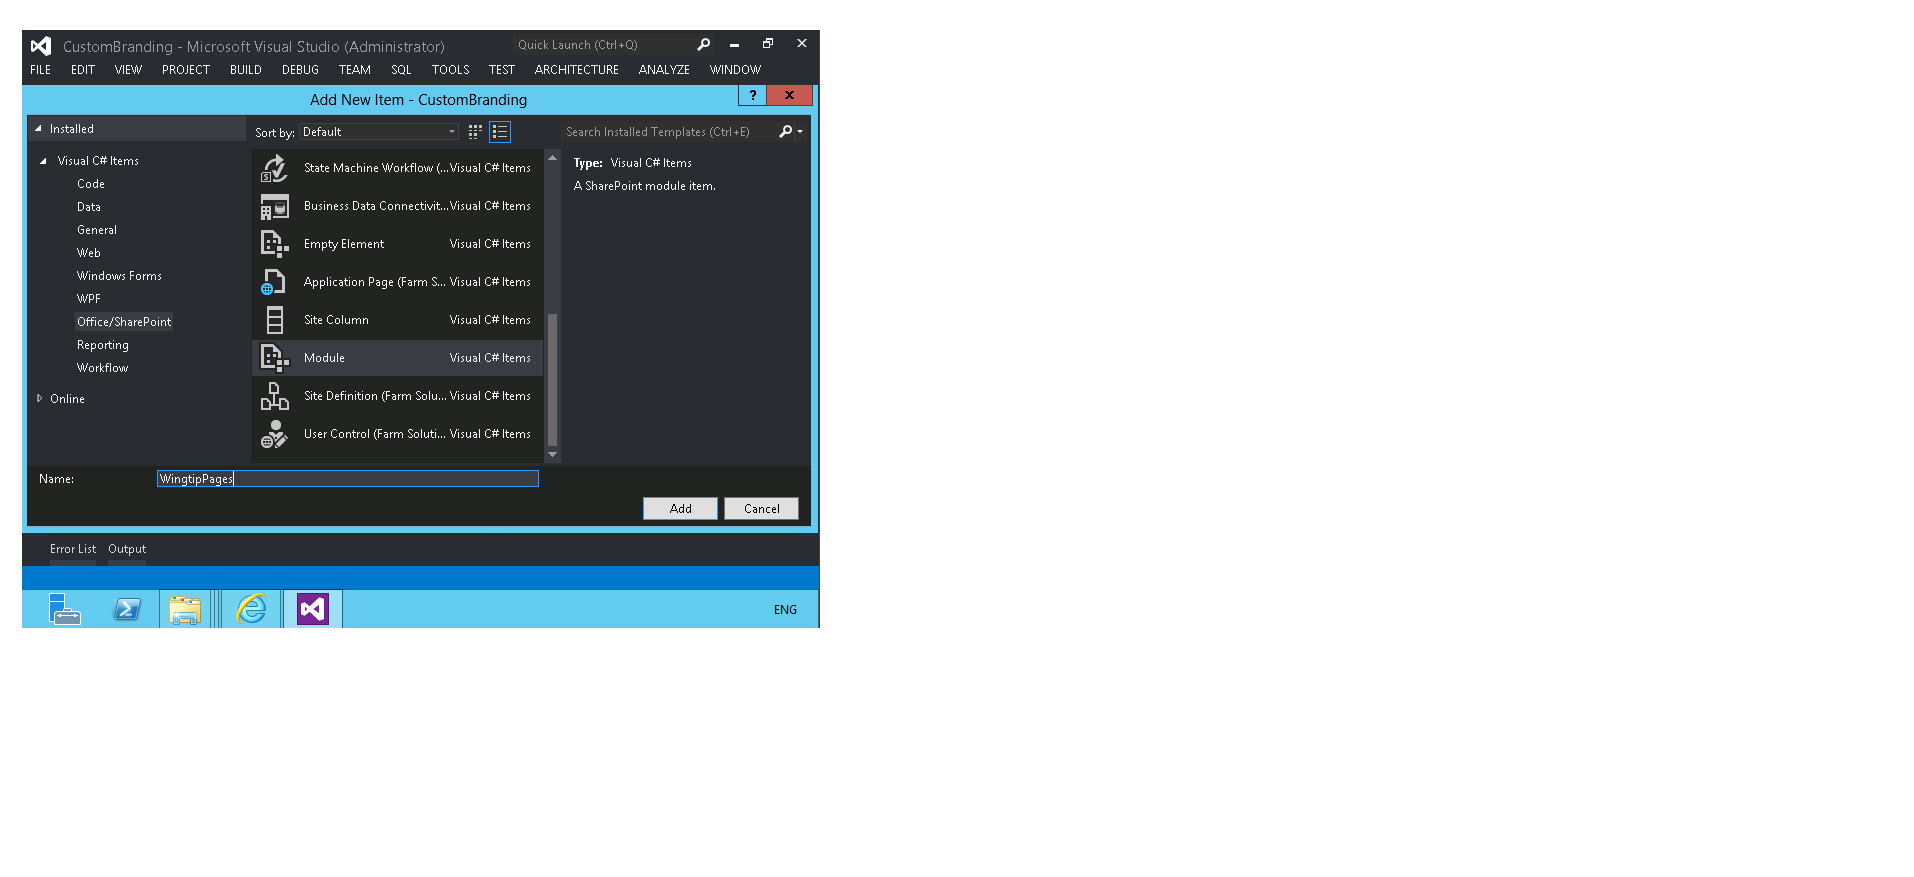 CustomBranding - Microsoft Visual Studio (Administrator)
Quick Launch (Ctrl+Q)
FILE EDIT VIEW PROJECT BUILD DEBUG TEAM SQL TOOLS TEST ARCHITECTURE ANALYZE WINDOW
Add New Item - CustomBranding
? x
Installed
Sort by: Default
Search Installed Templates (Ctrl+E)
Visual C# Items
Code
Data
General
Web
Windows Forms
WPF
Office/SharePoint
Reporting
Workflow
Online
State Machine Workflow (... Visual C# Items
Business Data Connectivit... Visual C# Items
Empty Element Visual C# Items
Application Page (Farm S... Visual C# Items
Site Column Visual C# Items
Module Visual C# Items
Site Definition (Farm Solu... Visual C# Items
User Control (Farm Soluti... Visual C# Items
Type: Visual C# Items
A SharePoint module item.
Name: WingtipPages
Add Cancel
Error List Output
ENG